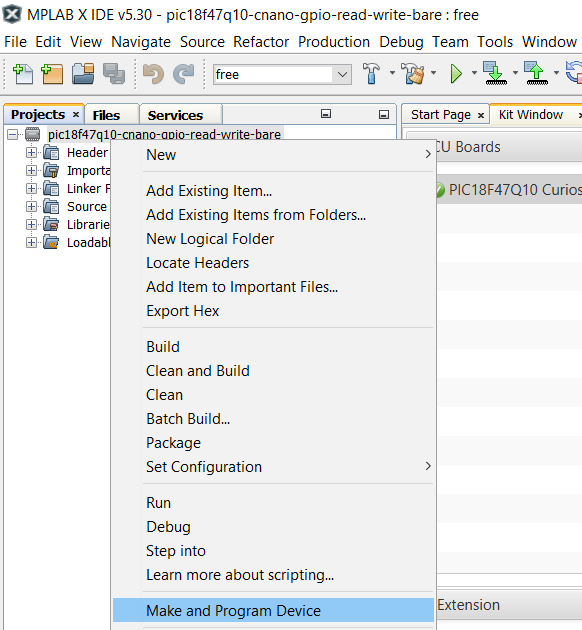 MPLAB X IDE v5.30 - pic18f47q10-cnano-gpio-read-write-bare : free
File Edit View Navigate Source Refactor Production Debug Team Tools Window
free
Projects × Files Services
Start Page × Kit Window
pic18f47q10-cnano-gpio-read-write-bare
CU Boards
Header
Importa
Linker F
Source
Librarie
Loadabl
PIC18F47Q10 Curios
New
Add Existing Item...
Add Existing Items from Folders...
New Logical Folder
Locate Headers
Add Item to Important Files...
Export Hex
Build
Clean and Build
Clean
Batch Build...
Package
Set Configuration
Run
Debug
Step into
Learn more about scripting...
Make and Program Device
Extension